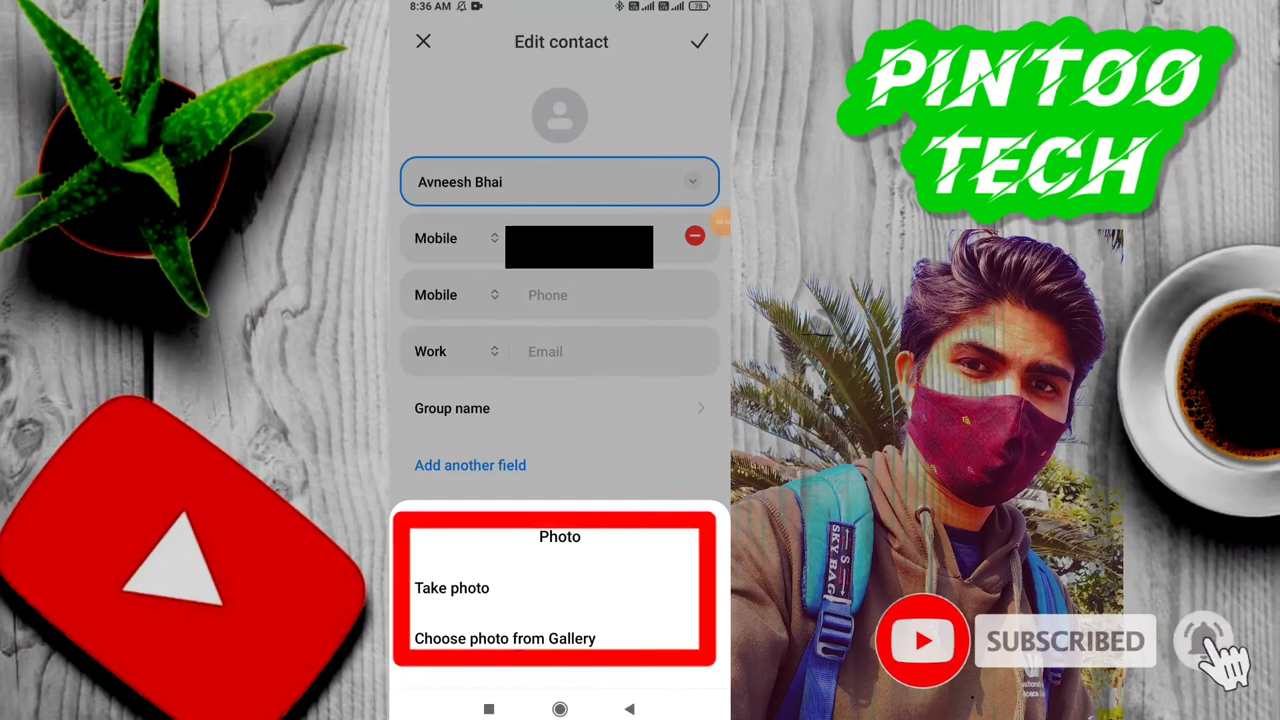 8:36 AM
78
Edit contact
PINTOO
TECH
Avneesh Bhai
Mobile
Mobile Phone
Work Email
Group name
Add another field
Photo
Take photo
Choose photo from Gallery
SKY BAG
S
SUBSCRIBED